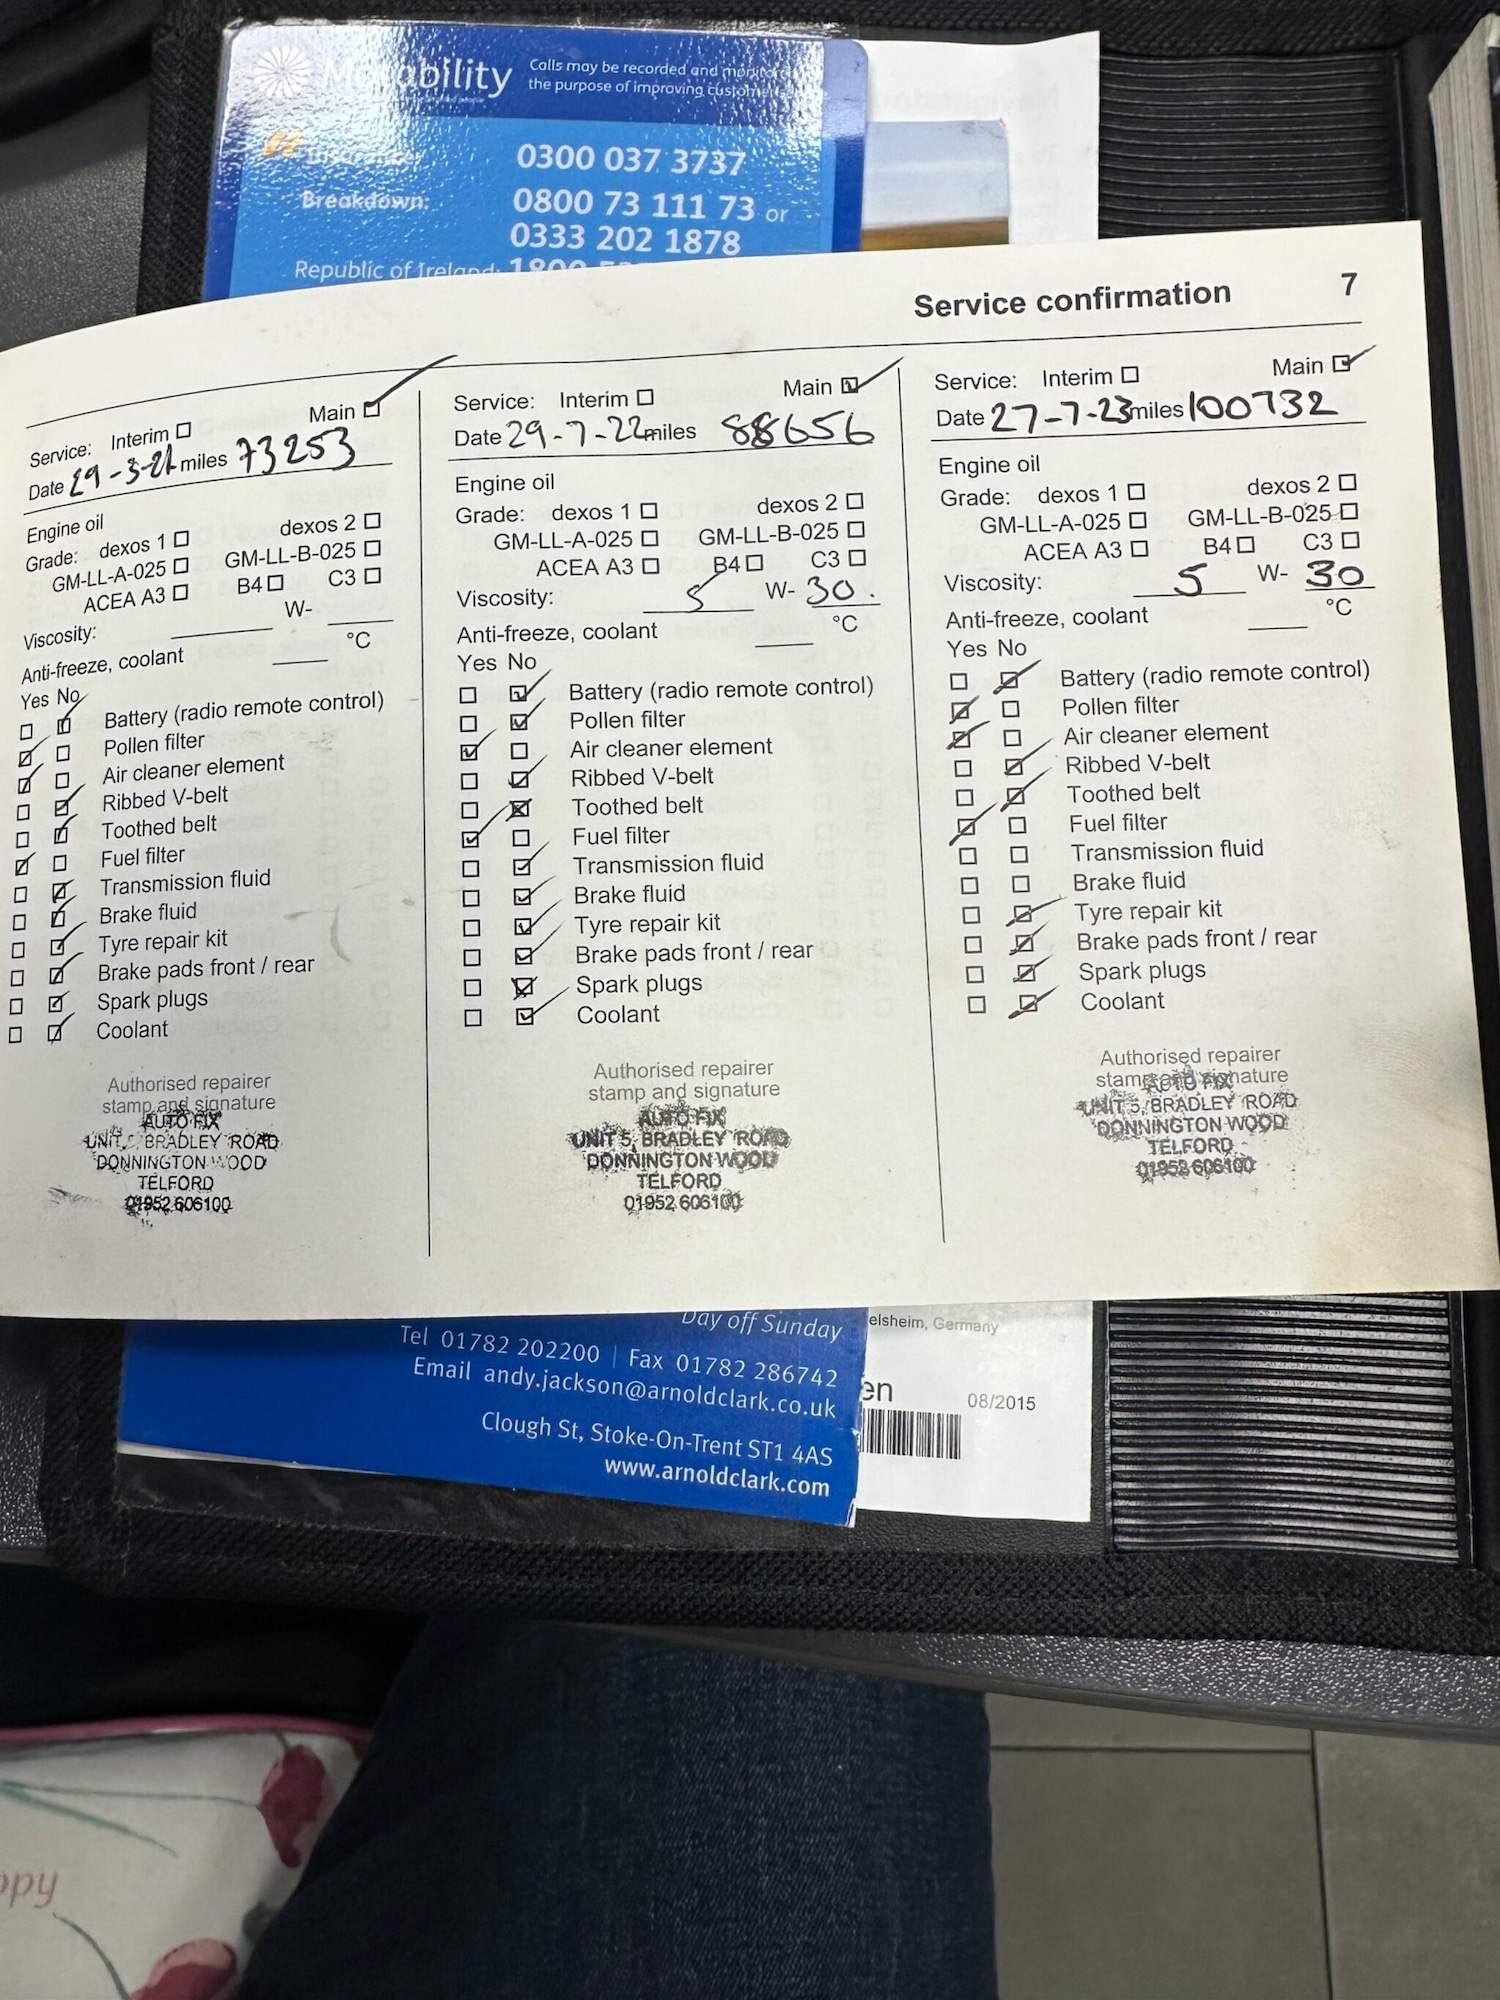 Motability
Calls may be recorded and monitored
the purpose of improving customer
Insurance:
0300 037 3737
Breakdown:
0800 73 111 73 or
0333 202 1878
Republic of Ireland: 1800
Service confirmation 7
Service: Interim ☐ Main ☑
Date 29-3-21 miles 73253
Engine oil
Grade: dexos 1 ☐ dexos 2 ☐
GM-LL-A-025 ☐ GM-LL-B-025 ☐
ACEA A3 ☐ B4 ☐ C3 ☐
Viscosity: ____ W- ____
Anti-freeze, coolant ____ °C
Yes No
☐ ☑ Battery (radio remote control)
☑ ☐ Pollen filter
☑ ☐ Air cleaner element
☐ ☑ Ribbed V-belt
☐ ☑ Toothed belt
☑ ☐ Fuel filter
☐ ☑ Transmission fluid
☐ ☑ Brake fluid
☐ ☑ Tyre repair kit
☐ ☑ Brake pads front / rear
☐ ☑ Spark plugs
☐ ☑ Coolant
Authorised repairer
stamp and signature
AUTO FIX
UNIT 5, BRADLEY ROAD
DONNINGTON WOOD
TELFORD
01952 606100
Service: Interim ☐ Main ☑
Date 29-7-22 miles 88656
Engine oil
Grade: dexos 1 ☐ dexos 2 ☐
GM-LL-A-025 ☐ GM-LL-B-025 ☐
ACEA A3 ☐ B4 ☐ C3 ☐
Viscosity: 5 W- 30.
Anti-freeze, coolant ____ °C
Yes No
☐ ☑ Battery (radio remote control)
☐ ☑ Pollen filter
☑ ☐ Air cleaner element
☐ ☑ Ribbed V-belt
☐ ☒ Toothed belt
☑ ☐ Fuel filter
☐ ☑ Transmission fluid
☐ ☑ Brake fluid
☐ ☑ Tyre repair kit
☐ ☑ Brake pads front / rear
☐ ☒ Spark plugs
☐ ☑ Coolant
Authorised repairer
stamp and signature
AUTO FIX
UNIT 5, BRADLEY ROAD
DONNINGTON WOOD
TELFORD
01952 606100
Service: Interim ☐ Main ☑
Date 27-7-23 miles 100732
Engine oil
Grade: dexos 1 ☐ dexos 2 ☐
GM-LL-A-025 ☐ GM-LL-B-025 ☐
ACEA A3 ☐ B4 ☐ C3 ☐
Viscosity: 5 W- 30
Anti-freeze, coolant ____ °C
Yes No
☐ ☑ Battery (radio remote control)
☑ ☐ Pollen filter
☑ ☐ Air cleaner element
☐ ☑ Ribbed V-belt
☐ ☑ Toothed belt
☑ ☐ Fuel filter
☐ ☐ Transmission fluid
☐ ☐ Brake fluid
☐ ☑ Tyre repair kit
☐ ☑ Brake pads front / rear
☐ ☑ Spark plugs
☐ ☑ Coolant
Authorised repairer
stamp and signature
AUTO FIX
UNIT 5, BRADLEY ROAD
DONNINGTON WOOD
TELFORD
01952 606100
Day off Sunday
Tel 01782 202200 | Fax 01782 286742
Email andy.jackson@arnoldclark.co.uk
Clough St, Stoke-On-Trent ST1 4AS
www.arnoldclark.com
elsheim, Germany
en
08/2015
ppy